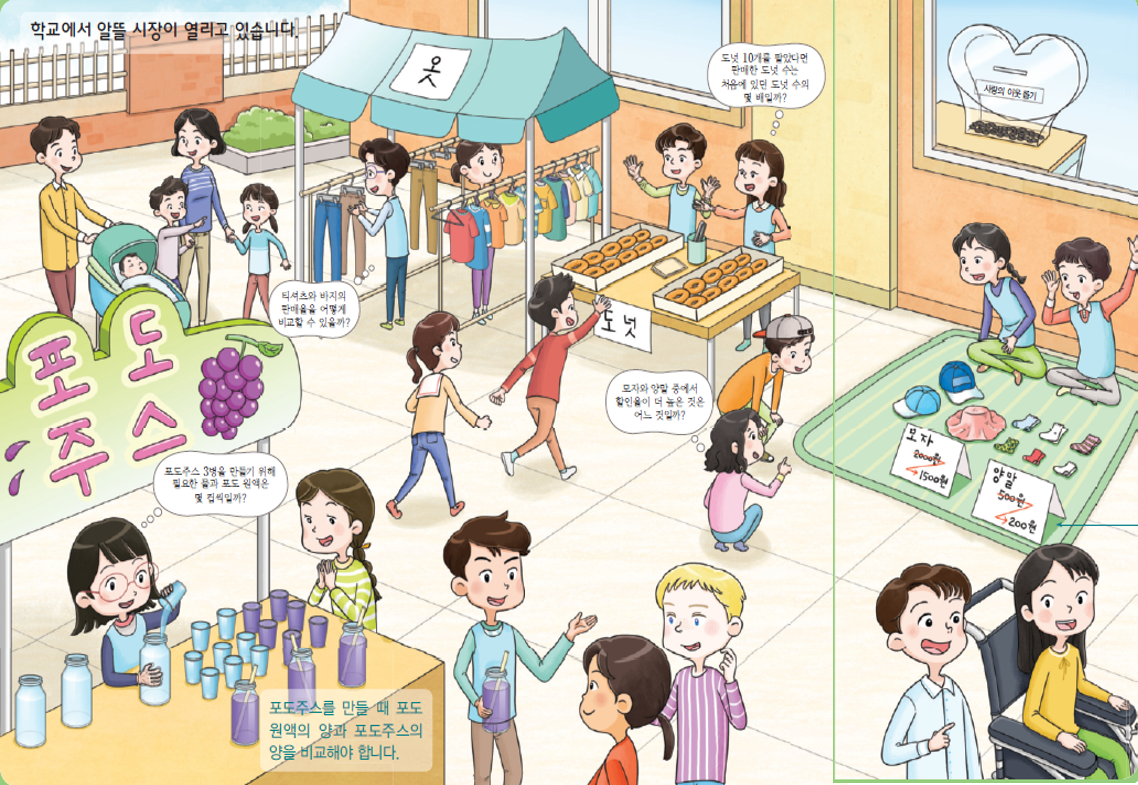 학교에서 알뜰 시장이 열리고 있습니다.
옷
도넛 10개를 팔았다면
판매한 도넛 수는
처음에 있던 도넛 수의
몇 배일까?
사랑의 이웃 돕기
티셔츠와 바지의
판매율을 어떻게
비교할 수 있을까?
도넛
포도
주스
모자와 양말 중에서
할인율이 더 높은 것은
어느 것일까?
모자
2000원
→1500원
양말
500원
→200원
포도주스 3병을 만들기 위해
필요한 물과 포도 원액은
몇 컵씩일까?
포도주스를 만들 때 포도
원액의 양과 포도주스의
양을 비교해야 합니다.